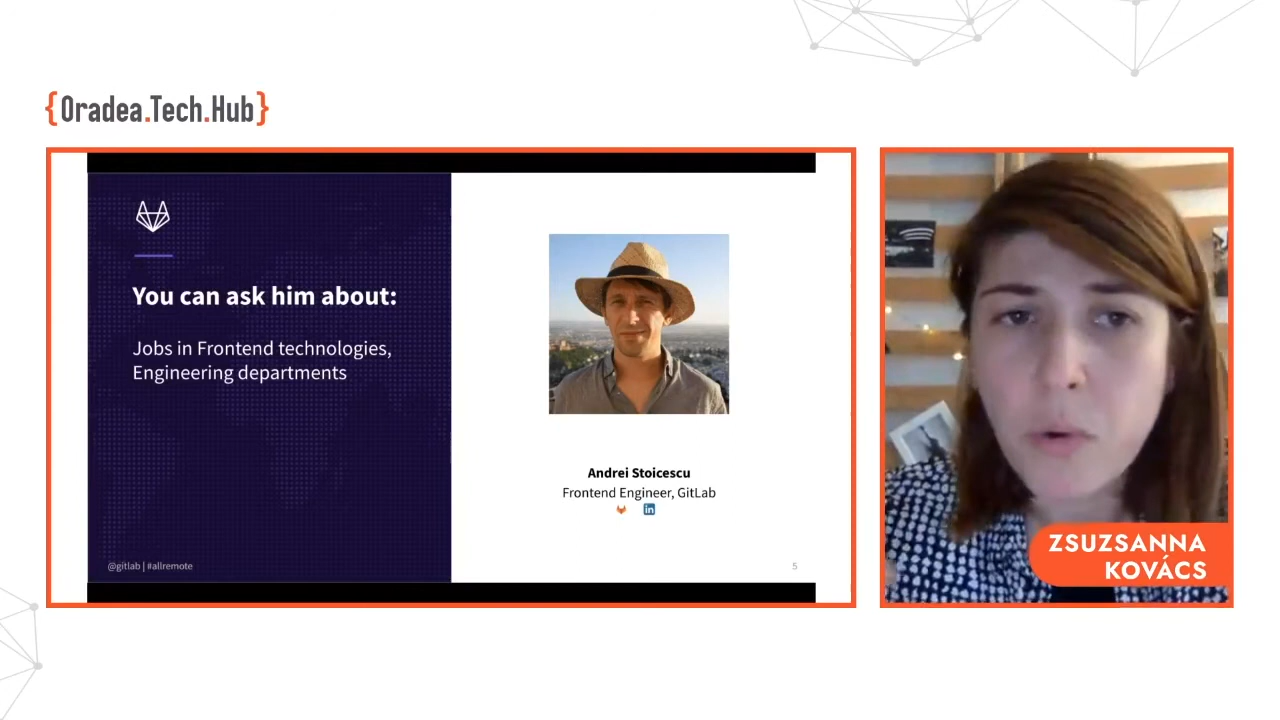 {Oradea.Tech.Hub}
You can ask him about:
Jobs in Frontend technologies,
Engineering departments
@gitlab | #allremote
Andrei Stoicescu
Frontend Engineer, GitLab
in
5
ZSUZSANNA
KOVÁCS